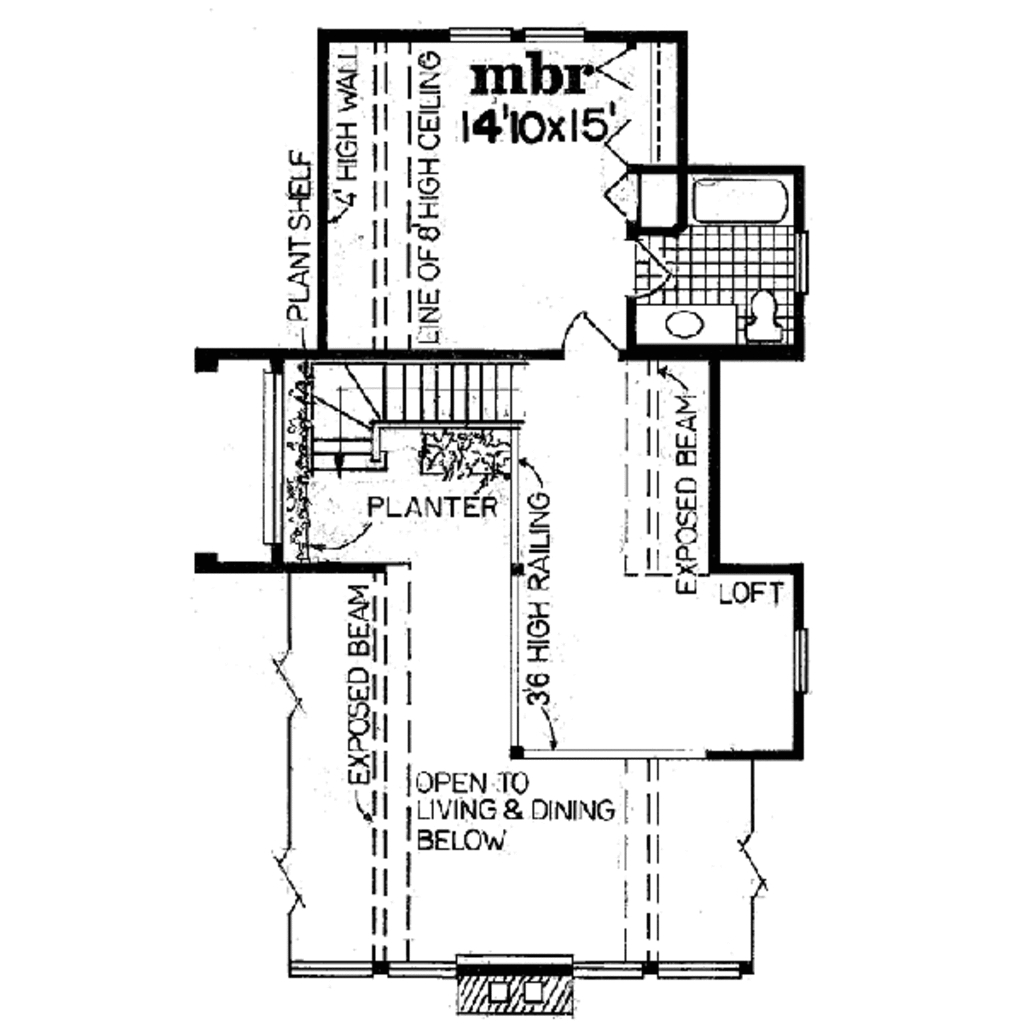 mbr
14'10x15'
4' HIGH WALL
LINE OF 8' HIGH CEILING
PLANT SHELF
EXPOSED BEAM
PLANTER
3'6 HIGH RAILING
LOFT
EXPOSED BEAM
OPEN TO
LIVING & DINING
BELOW